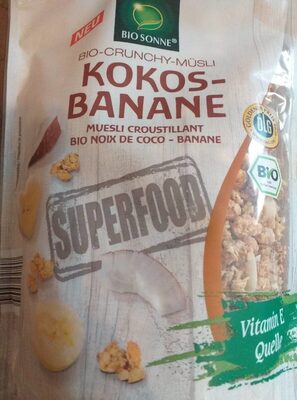 NEU
BIO SONNE®
BIO-CRUNCHY-MÜSLI
KOKOS-
BANANE
MUESLI CROUSTILLANT
BIO NOIX DE COCO - BANANE
DLG
BIO
SUPERFOOD
Vitamin E
Quelle